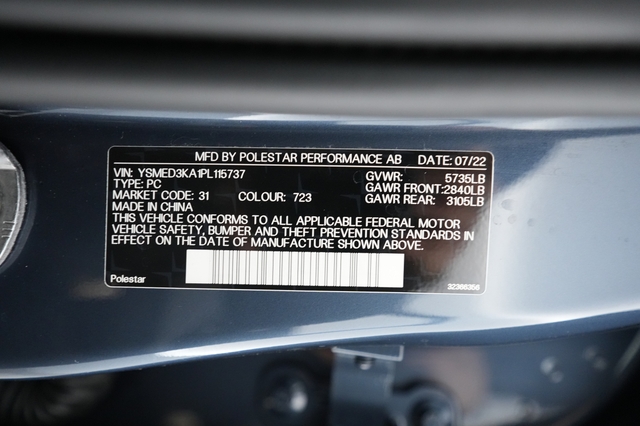 MFD BY POLESTAR PERFORMANCE AB DATE: 07/22
VIN: YSMED3KA1PL115737 GVWR: 5735LB
TYPE: PC GAWR FRONT: 2840LB
MARKET CODE: 31 COLOUR: 723 GAWR REAR: 3105LB
MADE IN CHINA
THIS VEHICLE CONFORMS TO ALL APPLICABLE FEDERAL MOTOR
VEHICLE SAFETY, BUMPER AND THEFT PREVENTION STANDARDS IN
EFFECT ON THE DATE OF MANUFACTURE SHOWN ABOVE.
Polestar 32366356